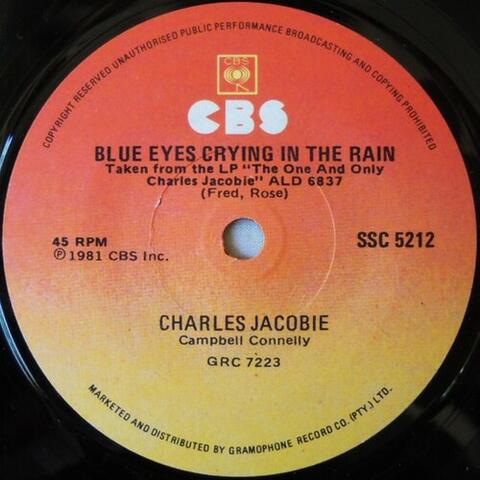 COPYRIGHT RESERVED UNAUTHORISED PUBLIC PERFORMANCE BROADCASTING AND COPYING PROHIBITED
CBS
CBS
BLUE EYES CRYING IN THE RAIN
Taken from the LP "The One And Only
Charles Jacobie" ALD 6837
(Fred, Rose)
45 RPM
℗ 1981 CBS Inc.
SSC 5212
CHARLES JACOBIE
Campbell Connelly
GRC 7223
MARKETED AND DISTRIBUTED BY GRAMOPHONE RECORD CO. (PTY.) LTD.